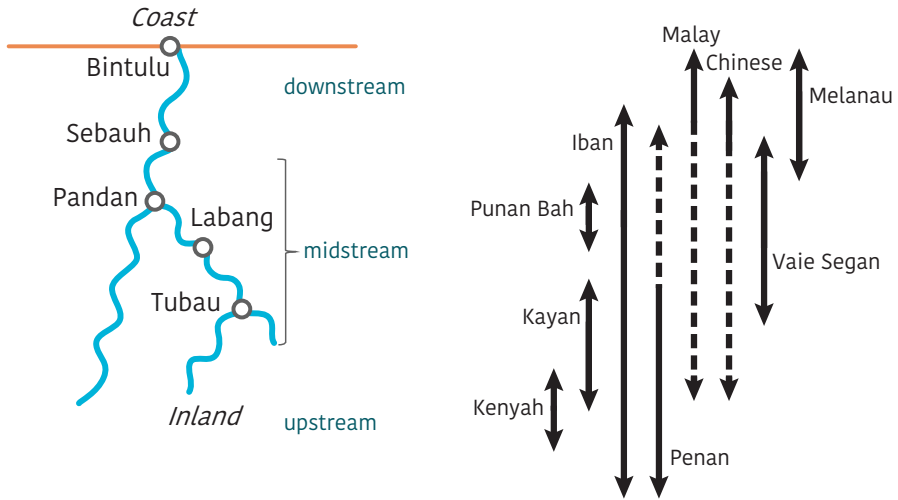 Coast
Bintulu
downstream
Sebauh
Pandan
Labang
midstream
Tubau
Inland
upstream
Malay
Chinese
Melanau
Iban
Punan Bah
Vaie Segan
Kayan
Kenyah
Penan